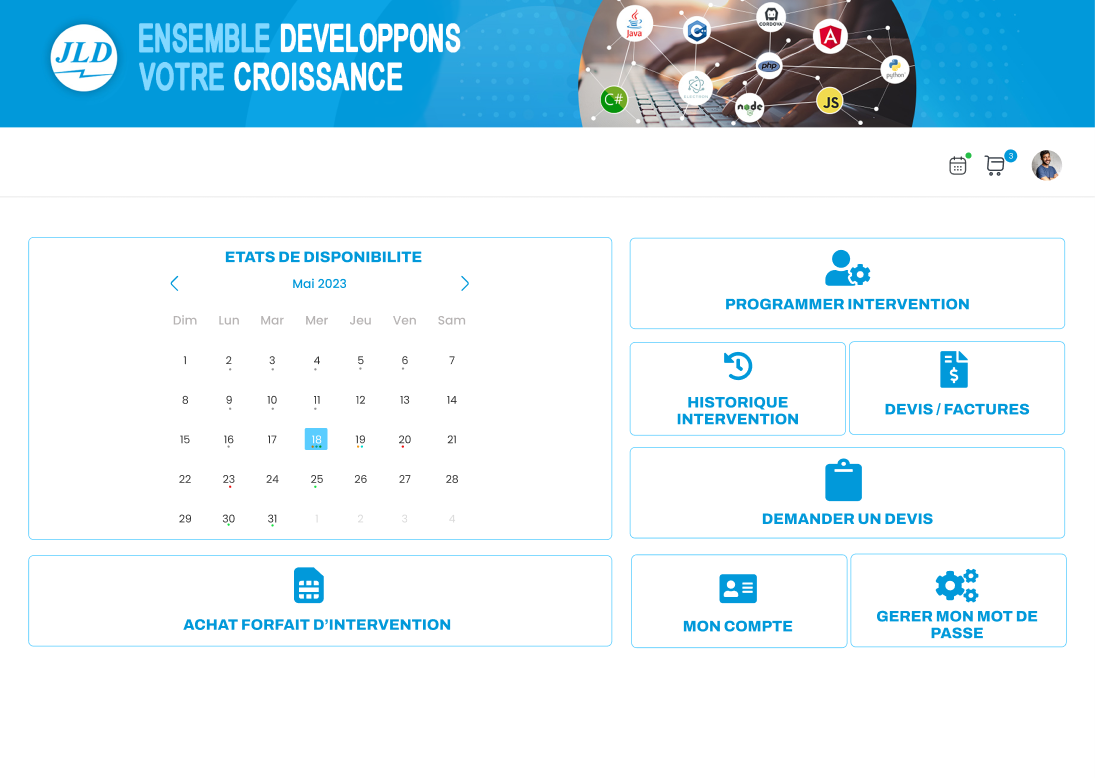 JLD
ENSEMBLE DEVELOPPONS
VOTRE CROISSANCE
Java
C++
CORDOVA
A
php
python
ELECTRON
C#
node
JS
3
ETATS DE DISPONIBILITE
Mai 2023
Dim Lun Mar Mer Jeu Ven Sam
1 2 3 4 5 6 7
8 9 10 11 12 13 14
15 16 17 18 19 20 21
22 23 24 25 26 27 28
29 30 31 1 2 3 4
ACHAT FORFAIT D’INTERVENTION
PROGRAMMER INTERVENTION
HISTORIQUE
INTERVENTION
$
DEVIS / FACTURES
DEMANDER UN DEVIS
MON COMPTE
GERER MON MOT DE
PASSE